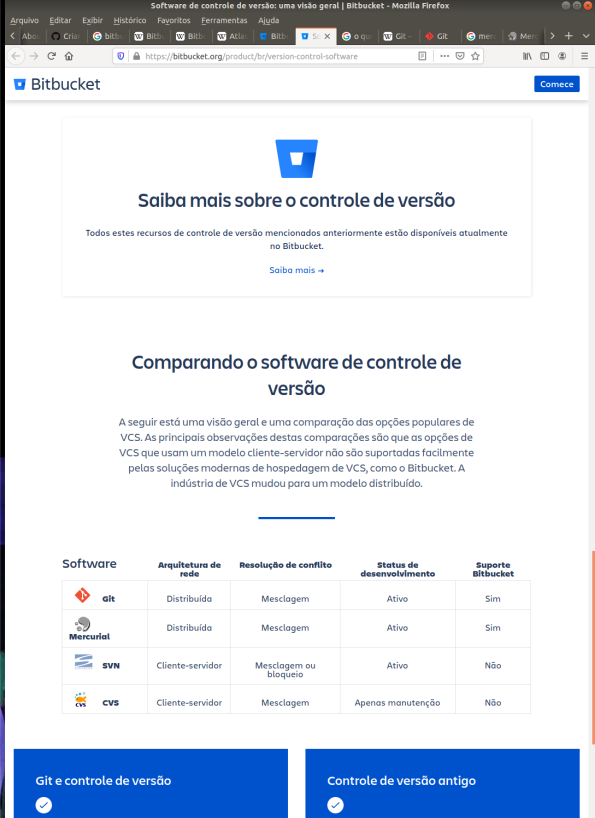 Software de controle de versão: uma visão geral | Bitbucket - Mozilla Firefox
Arquivo Editar Exibir Histórico Favoritos Ferramentas Ajuda
Abou Criar bitb Bitb Bitb Atla Bitb So o qu Git - Git merc Merc
https://bitbucket.org/product/br/version-control-software
Bitbucket
Comece
Saiba mais sobre o controle de versão
Todos estes recursos de controle de versão mencionados anteriormente estão disponíveis atualmente
no Bitbucket.
Saiba mais →
Comparando o software de controle de
versão
A seguir está uma visão geral e uma comparação das opções populares de
VCS. As principais observações destas comparações são que as opções de
VCS que usam um modelo cliente-servidor não são suportadas facilmente
pelas soluções modernas de hospedagem de VCS, como o Bitbucket. A
indústria de VCS mudou para um modelo distribuído.
Software Arquitetura de rede Resolução de conflito Status de desenvolvimento Suporte Bitbucket
Git Distribuída Mesclagem Ativo Sim
Mercurial Distribuída Mesclagem Ativo Sim
SVN Cliente-servidor Mesclagem ou bloqueio Ativo Não
CVS CVS Cliente-servidor Mesclagem Apenas manutenção Não
Git e controle de versão
Controle de versão antigo